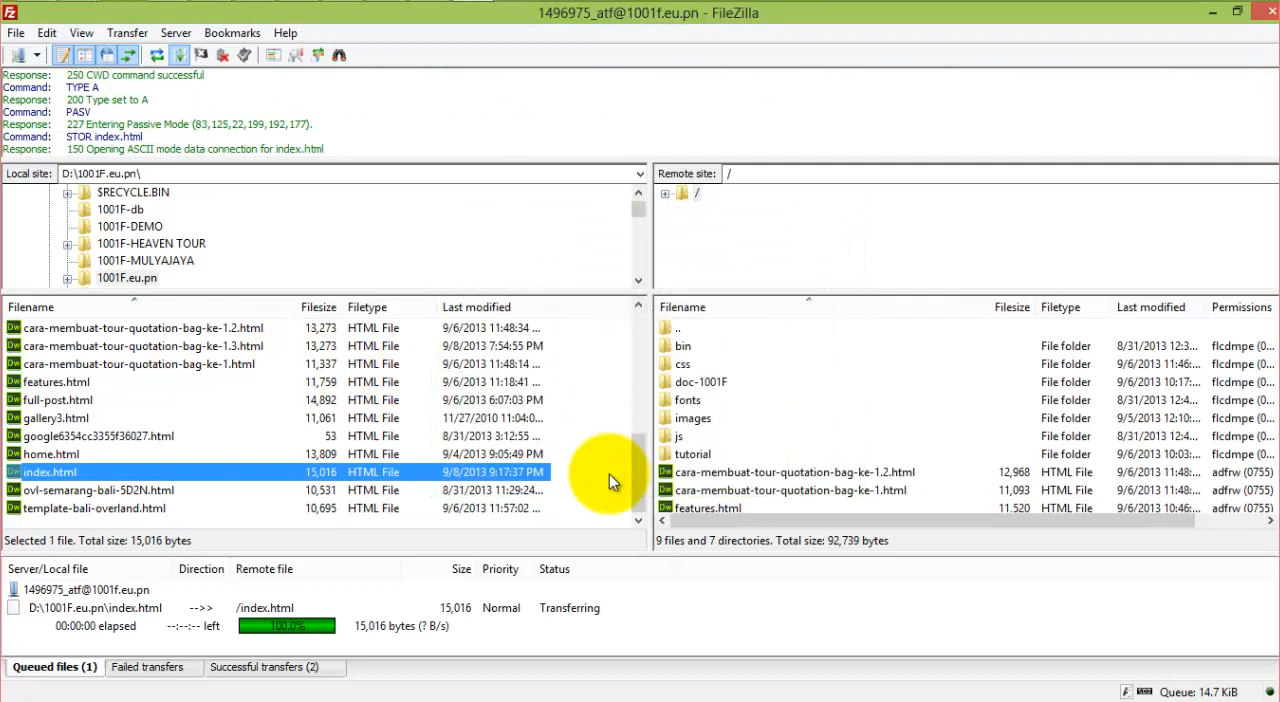 1496975_atf@1001f.eu.pn - FileZilla
File Edit View Transfer Server Bookmarks Help
Response: 250 CWD command successful
Command: TYPE A
Response: 200 Type set to A
Command: PASV
Response: 227 Entering Passive Mode (83,125,22,199,192,177).
Command: STOR index.html
Response: 150 Opening ASCII mode data connection for index.html
Local site: D:\1001F.eu.pn\
Remote site: /
$RECYCLE.BIN
1001F-db
1001F-DEMO
1001F-HEAVEN TOUR
1001F-MULYAJAYA
1001F.eu.pn
/
Filename Filesize Filetype Last modified
cara-membuat-tour-quotation-bag-ke-1.2.html 13,273 HTML File 9/6/2013 11:48:34 ...
cara-membuat-tour-quotation-bag-ke-1.3.html 13,273 HTML File 9/8/2013 7:54:55 PM
cara-membuat-tour-quotation-bag-ke-1.html 11,337 HTML File 9/6/2013 11:48:14 ...
features.html 11,759 HTML File 9/6/2013 11:18:41 ...
full-post.html 14,892 HTML File 9/6/2013 6:07:03 PM
gallery3.html 11,061 HTML File 11/27/2010 11:04:0...
google6354cc3355f36027.html 53 HTML File 8/31/2013 3:12:55 ...
home.html 13,809 HTML File 9/4/2013 9:05:49 PM
index.html 15,016 HTML File 9/8/2013 9:17:37 PM
ovl-semarang-bali-5D2N.html 10,531 HTML File 8/31/2013 11:29:24...
template-bali-overland.html 10,695 HTML File 9/6/2013 11:57:02 ...
Selected 1 file. Total size: 15,016 bytes
Filename Filesize Filetype Last modified Permissions
..
bin File folder 8/31/2013 12:3... flcdmpe (0...
css File folder 9/6/2013 11:46:... flcdmpe (0...
doc-1001F File folder 9/6/2013 10:17:... flcdmpe (0...
fonts File folder 8/31/2013 12:4... flcdmpe (0...
images File folder 9/5/2013 12:10:... flcdmpe (0...
js File folder 8/31/2013 12:4... flcdmpe (0...
tutorial File folder 9/6/2013 10:03:... flcdmpe (0...
cara-membuat-tour-quotation-bag-ke-1.2.html 12,968 HTML File 9/6/2013 11:48:... adfrw (0755)
cara-membuat-tour-quotation-bag-ke-1.html 11,093 HTML File 9/6/2013 11:48:... adfrw (0755)
features.html 11,520 HTML File 9/6/2013 10:46:... adfrw (0755)
9 files and 7 directories. Total size: 92,739 bytes
Server/Local file Direction Remote file Size Priority Status
1496975_atf@1001f.eu.pn
D:\1001F.eu.pn\index.html -->> /index.html 15,016 Normal Transferring
00:00:00 elapsed --:--:-- left 100.0% 15,016 bytes (? B/s)
Queued files (1) Failed transfers Successful transfers (2)
Queue: 14.7 KiB